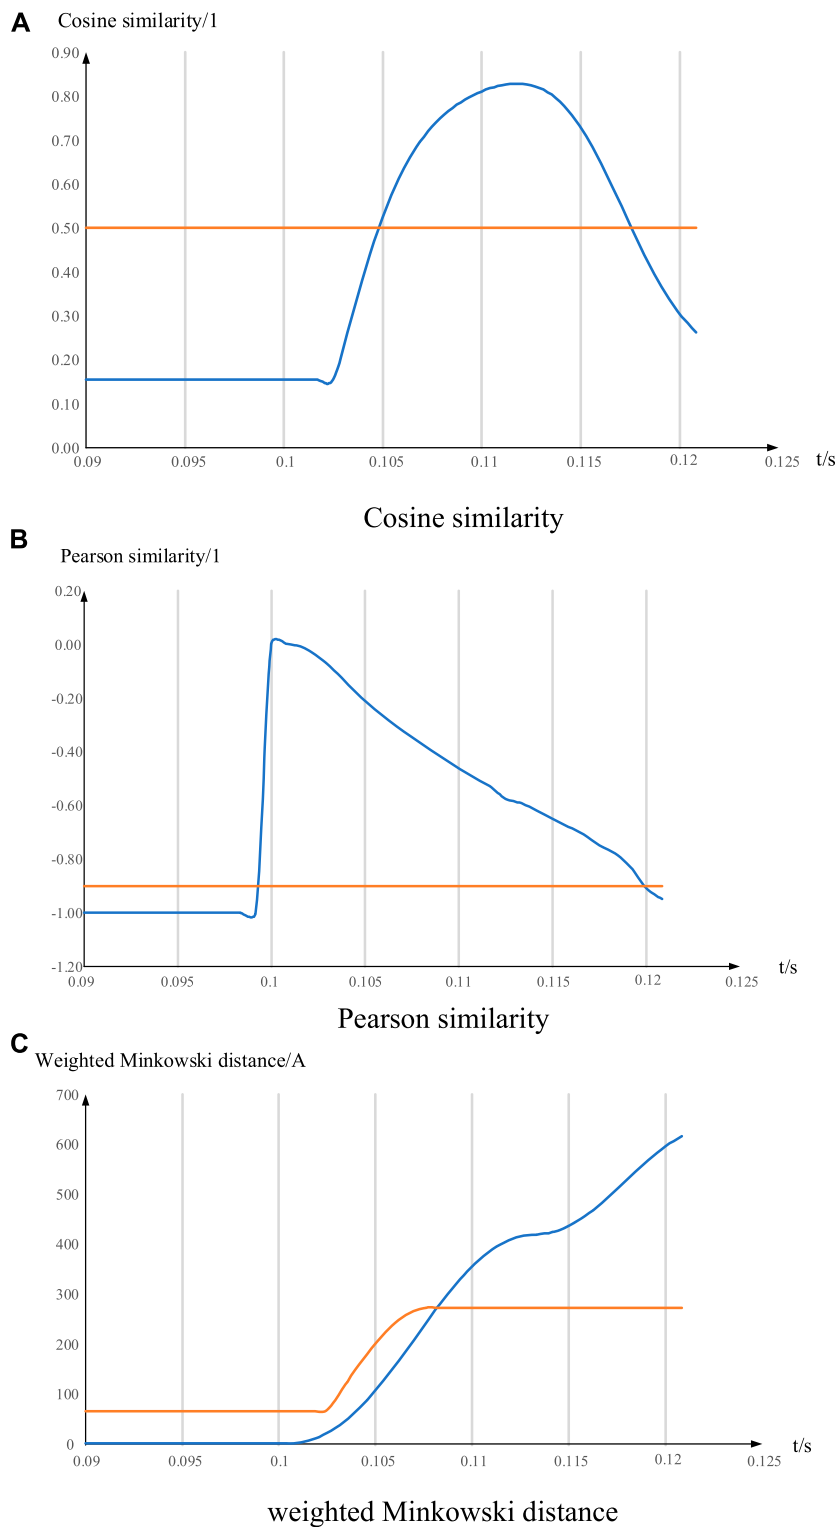 A
Cosine similarity/1
0.90
0.80
0.70
0.60
0.50
0.40
0.30
0.20
0.10
0.00
0.09 0.095 0.1 0.105 0.11 0.115 0.12 0.125 t/s
Cosine similarity
B
Pearson similarity/1
0.20
0.00
-0.20
-0.40
-0.60
-0.80
-1.00
-1.20
0.09 0.095 0.1 0.105 0.11 0.115 0.12 0.125 t/s
Pearson similarity
C
Weighted Minkowski distance/A
700
600
500
400
300
200
100
0
0.09 0.095 0.1 0.105 0.11 0.115 0.12 0.125 t/s
weighted Minkowski distance